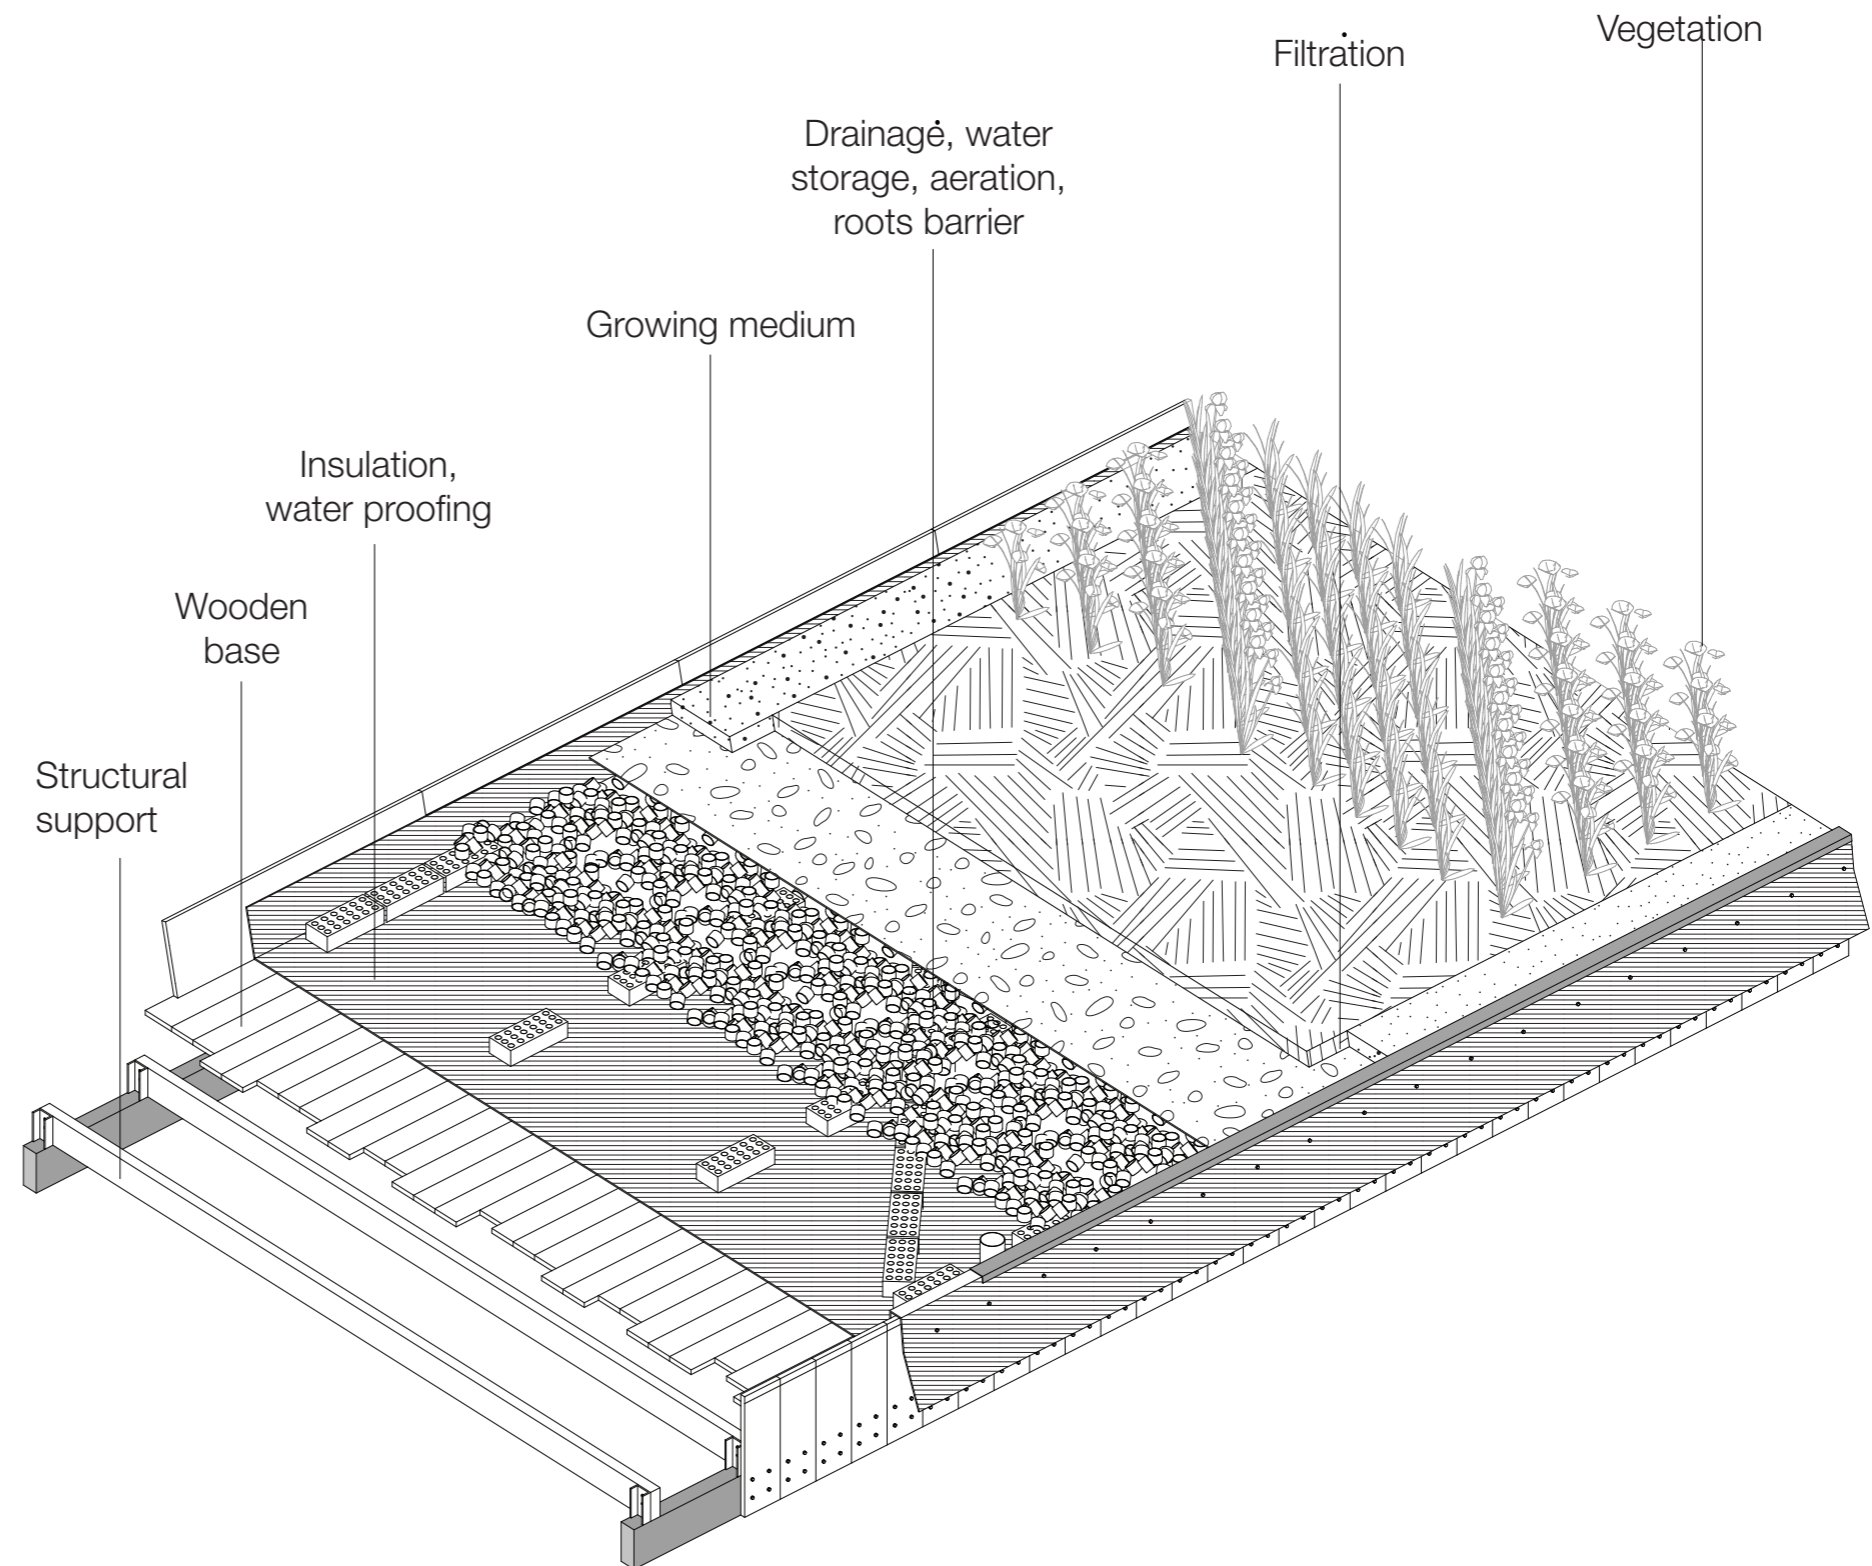 Vegetation
Filtration
Drainage, water
storage, aeration,
roots barrier
Growing medium
Insulation,
water proofing
Wooden
base
Structural
support